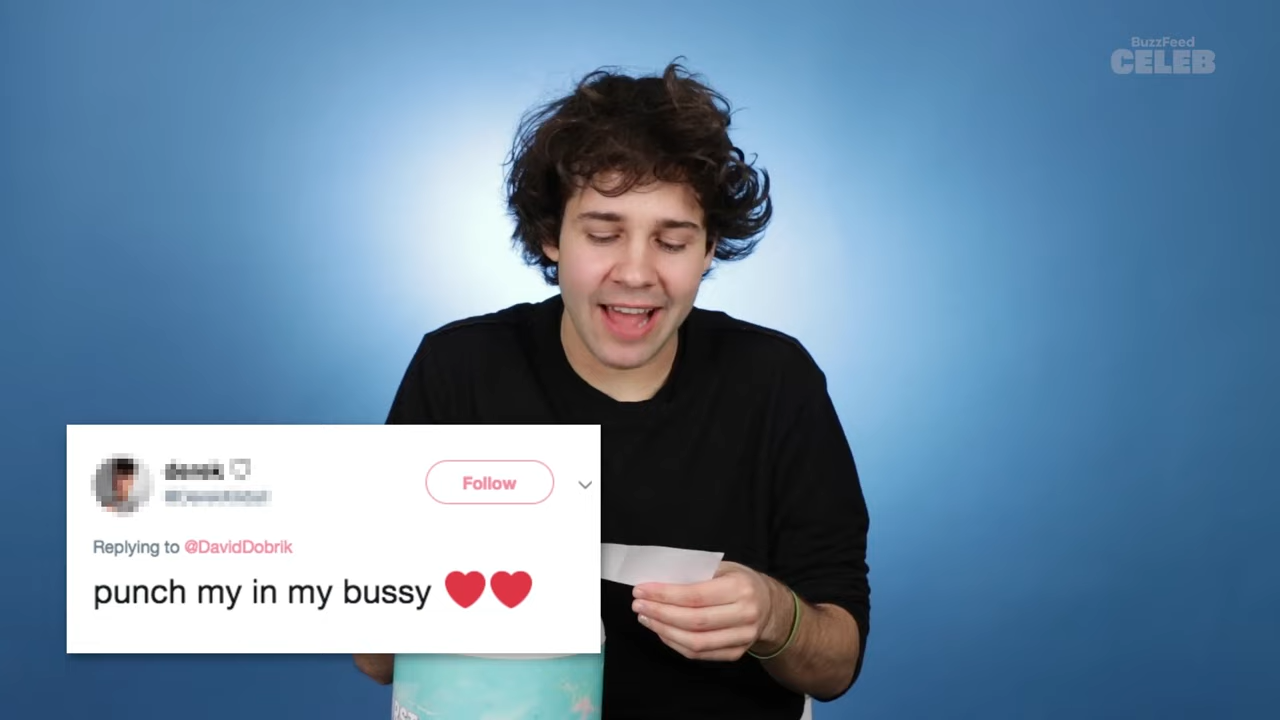 BuzzFeed
CELEB
Follow
Replying to @DavidDobrik
punch my in my bussy ❤️❤️